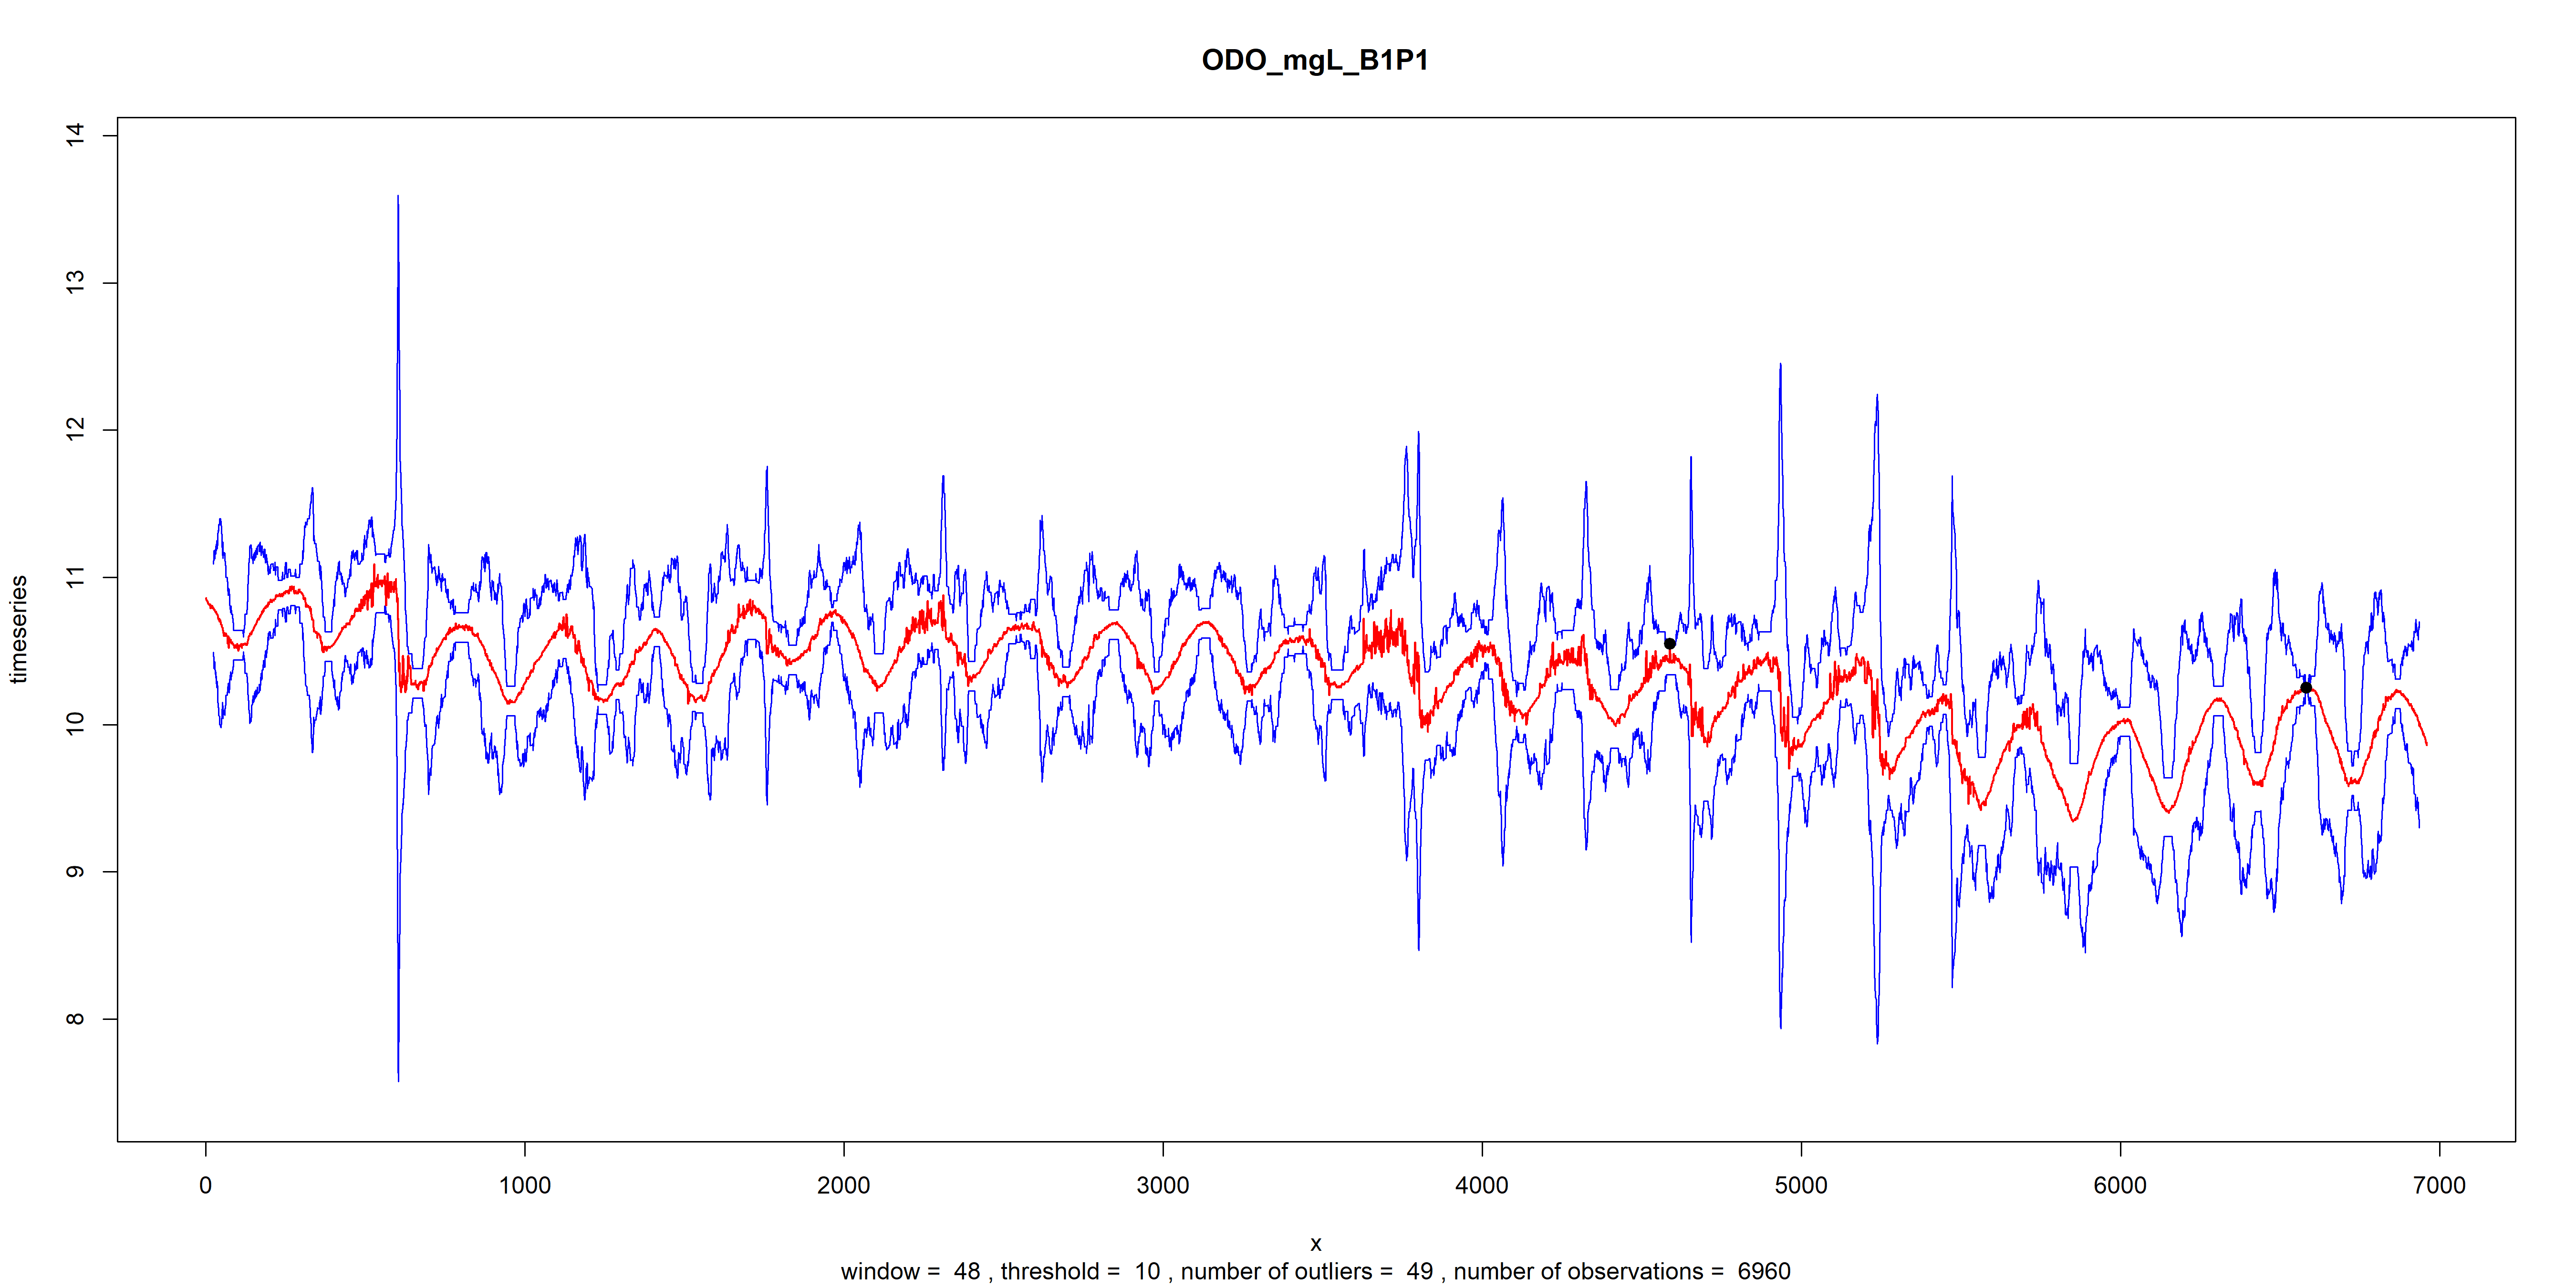 ODO_mgL_B1P1
timeseries
14
13
12
11
10
9
8
0 1000 2000 3000 4000 5000 6000 7000
x
window = 48 , threshold = 10 , number of outliers = 49 , number of observations = 6960